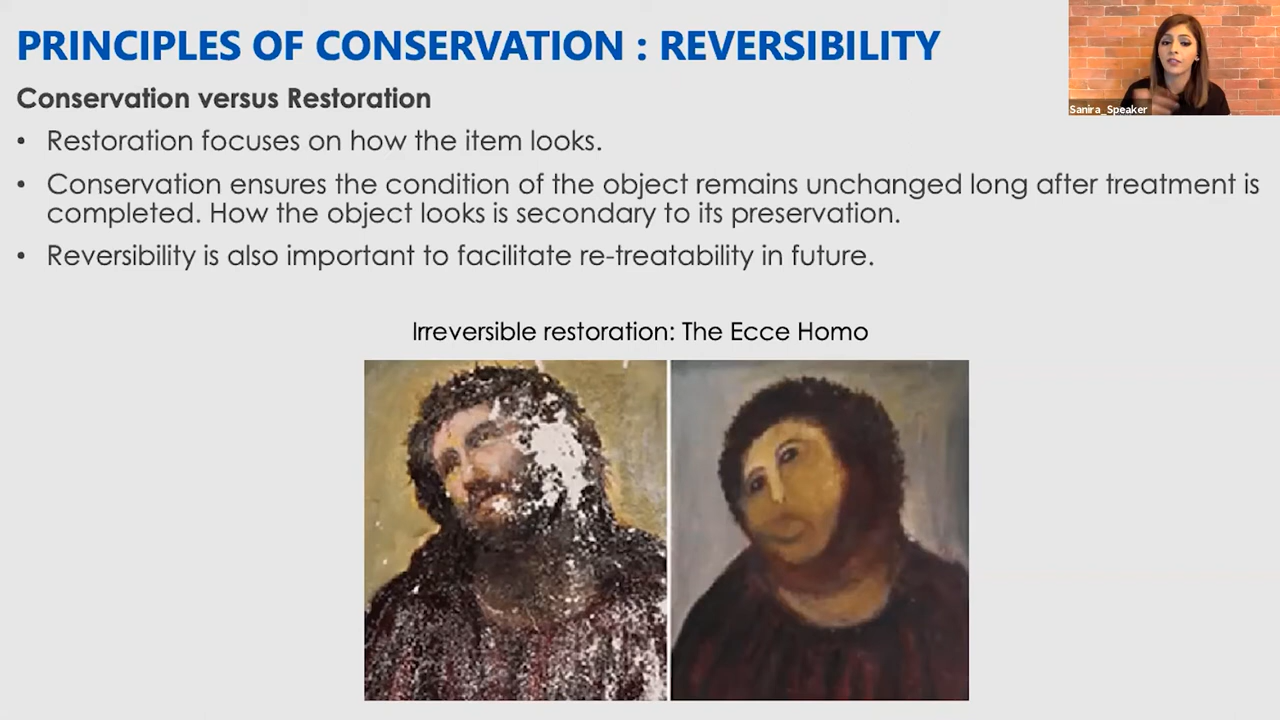 PRINCIPLES OF CONSERVATION : REVERSIBILITY
Sanira_Speaker
Conservation versus Restoration
• Restoration focuses on how the item looks.
• Conservation ensures the condition of the object remains unchanged long after treatment is
completed. How the object looks is secondary to its preservation.
• Reversibility is also important to facilitate re-treatability in future.
Irreversible restoration: The Ecce Homo